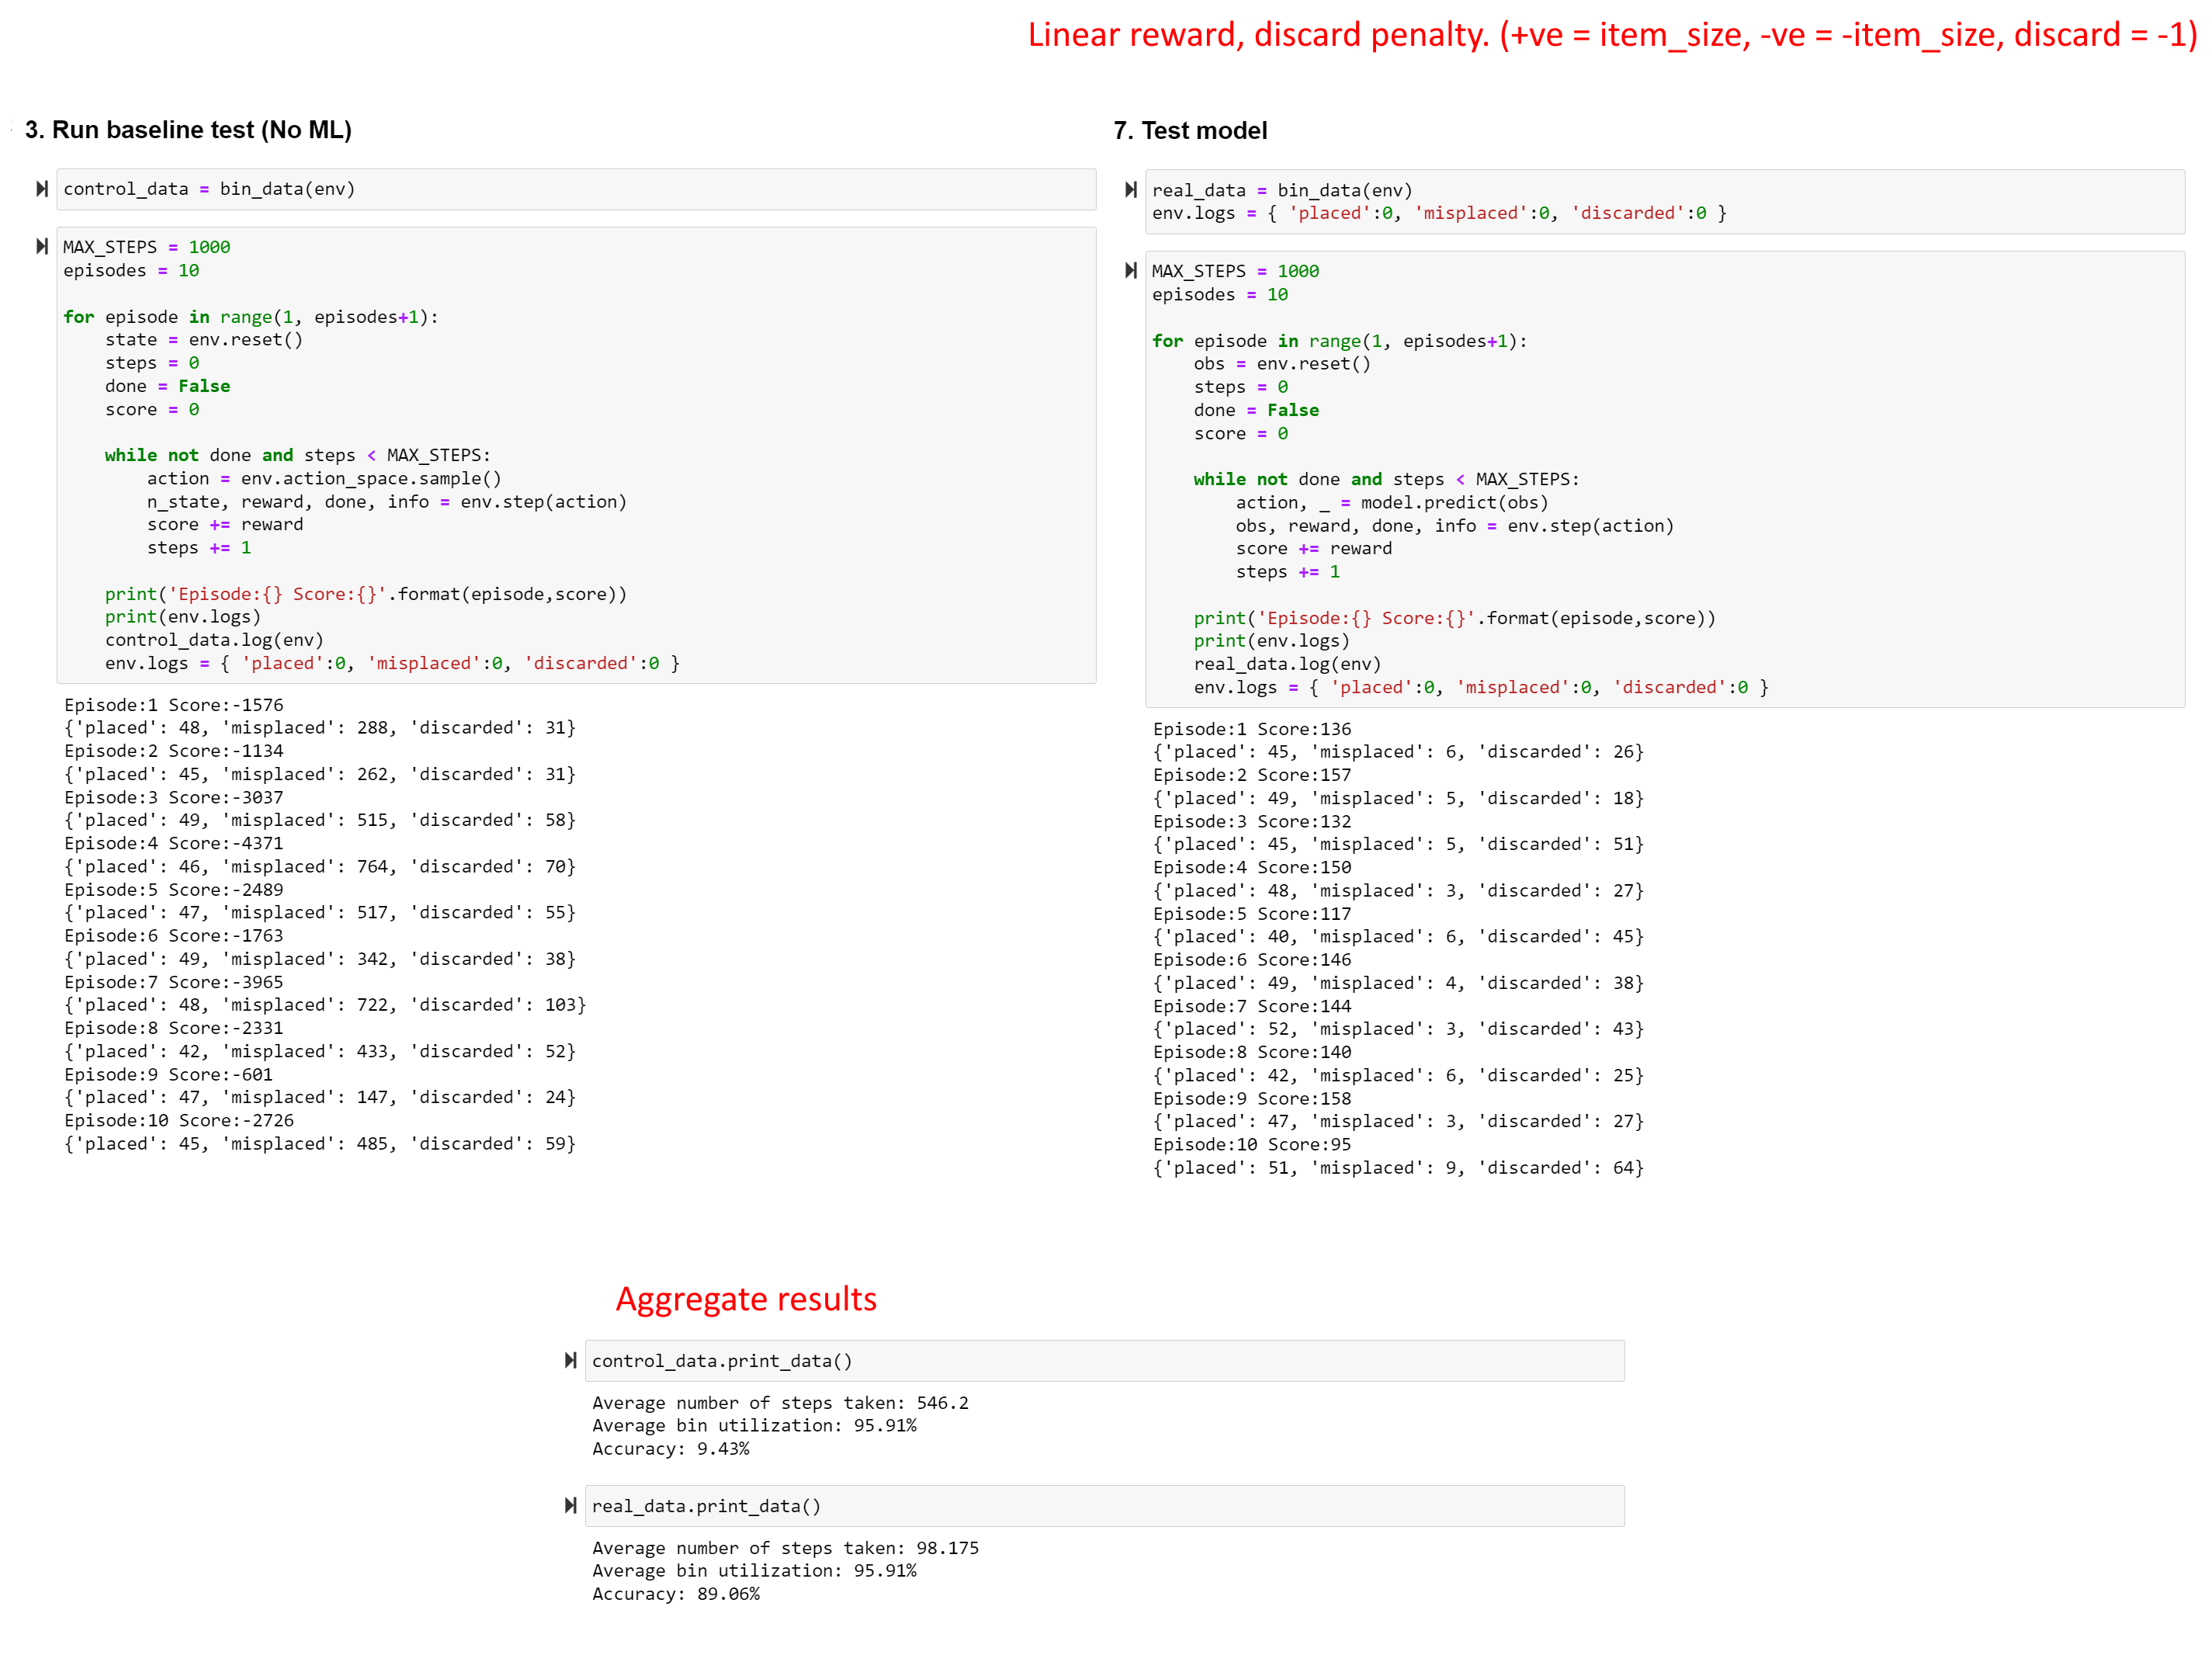 Linear reward, discard penalty. (+ve = item_size, -ve = -item_size, discard = -1)
3. Run baseline test (No ML)
control_data = bin_data(env)
MAX_STEPS = 1000
episodes = 10
for episode in range(1, episodes+1):
    state = env.reset()
    steps = 0
    done = False
    score = 0
    while not done and steps < MAX_STEPS:
        action = env.action_space.sample()
        n_state, reward, done, info = env.step(action)
        score += reward
        steps += 1
    print('Episode:{} Score:{}'.format(episode,score))
    print(env.logs)
    control_data.log(env)
    env.logs = { 'placed':0, 'misplaced':0, 'discarded':0 }
Episode:1 Score:-1576
{'placed': 48, 'misplaced': 288, 'discarded': 31}
Episode:2 Score:-1134
{'placed': 45, 'misplaced': 262, 'discarded': 31}
Episode:3 Score:-3037
{'placed': 49, 'misplaced': 515, 'discarded': 58}
Episode:4 Score:-4371
{'placed': 46, 'misplaced': 764, 'discarded': 70}
Episode:5 Score:-2489
{'placed': 47, 'misplaced': 517, 'discarded': 55}
Episode:6 Score:-1763
{'placed': 49, 'misplaced': 342, 'discarded': 38}
Episode:7 Score:-3965
{'placed': 48, 'misplaced': 722, 'discarded': 103}
Episode:8 Score:-2331
{'placed': 42, 'misplaced': 433, 'discarded': 52}
Episode:9 Score:-601
{'placed': 47, 'misplaced': 147, 'discarded': 24}
Episode:10 Score:-2726
{'placed': 45, 'misplaced': 485, 'discarded': 59}
7. Test model
real_data = bin_data(env)
env.logs = { 'placed':0, 'misplaced':0, 'discarded':0 }
MAX_STEPS = 1000
episodes = 10
for episode in range(1, episodes+1):
    obs = env.reset()
    steps = 0
    done = False
    score = 0
    while not done and steps < MAX_STEPS:
        action, _ = model.predict(obs)
        obs, reward, done, info = env.step(action)
        score += reward
        steps += 1
    print('Episode:{} Score:{}'.format(episode,score))
    print(env.logs)
    real_data.log(env)
    env.logs = { 'placed':0, 'misplaced':0, 'discarded':0 }
Episode:1 Score:136
{'placed': 45, 'misplaced': 6, 'discarded': 26}
Episode:2 Score:157
{'placed': 49, 'misplaced': 5, 'discarded': 18}
Episode:3 Score:132
{'placed': 45, 'misplaced': 5, 'discarded': 51}
Episode:4 Score:150
{'placed': 48, 'misplaced': 3, 'discarded': 27}
Episode:5 Score:117
{'placed': 40, 'misplaced': 6, 'discarded': 45}
Episode:6 Score:146
{'placed': 49, 'misplaced': 4, 'discarded': 38}
Episode:7 Score:144
{'placed': 52, 'misplaced': 3, 'discarded': 43}
Episode:8 Score:140
{'placed': 42, 'misplaced': 6, 'discarded': 25}
Episode:9 Score:158
{'placed': 47, 'misplaced': 3, 'discarded': 27}
Episode:10 Score:95
{'placed': 51, 'misplaced': 9, 'discarded': 64}
Aggregate results
control_data.print_data()
Average number of steps taken: 546.2
Average bin utilization: 95.91%
Accuracy: 9.43%
real_data.print_data()
Average number of steps taken: 98.175
Average bin utilization: 95.91%
Accuracy: 89.06%